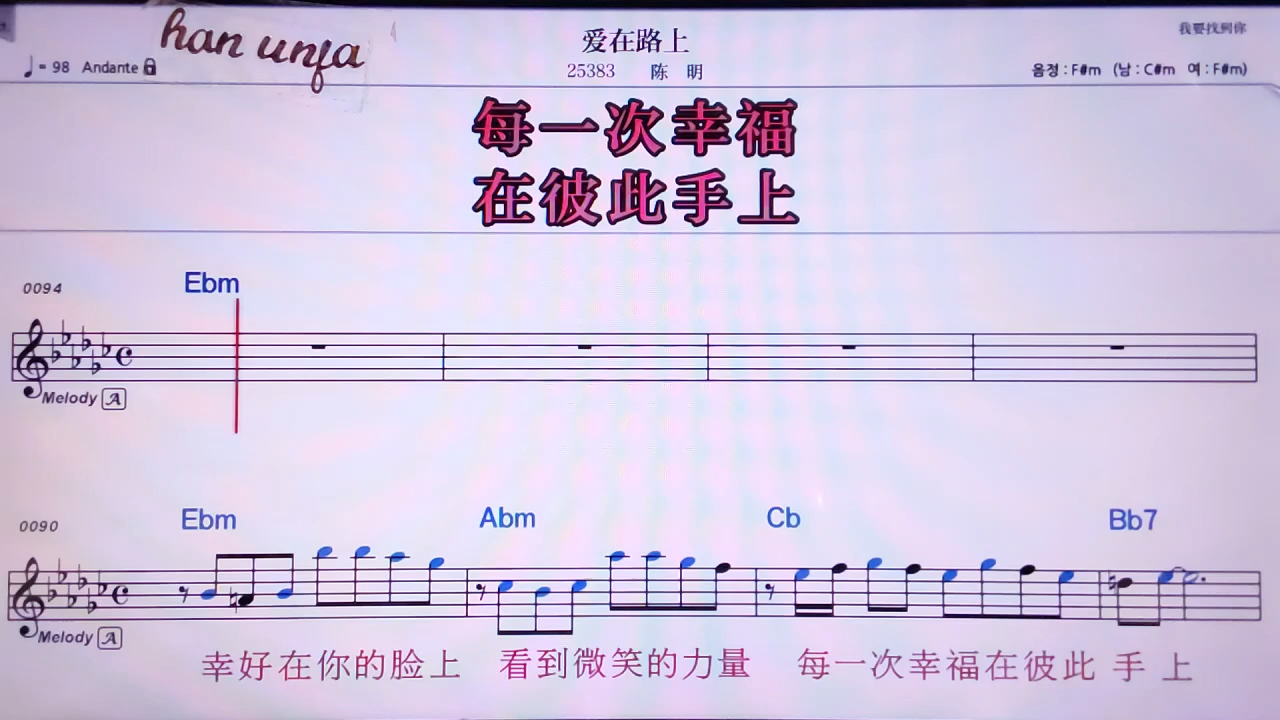 han unfa
爱在路上
我要找到你
♩= 98 Andante
25383 陈 明
음정 : F#m (남 : C#m 여 : F#m)
每一次幸福
在彼此手上
0094
Ebm
Melody A
0090
Ebm Abm Cb Bb7
Melody A
幸好在你的脸上 看到微笑的力量 每一次幸福在彼此 手 上